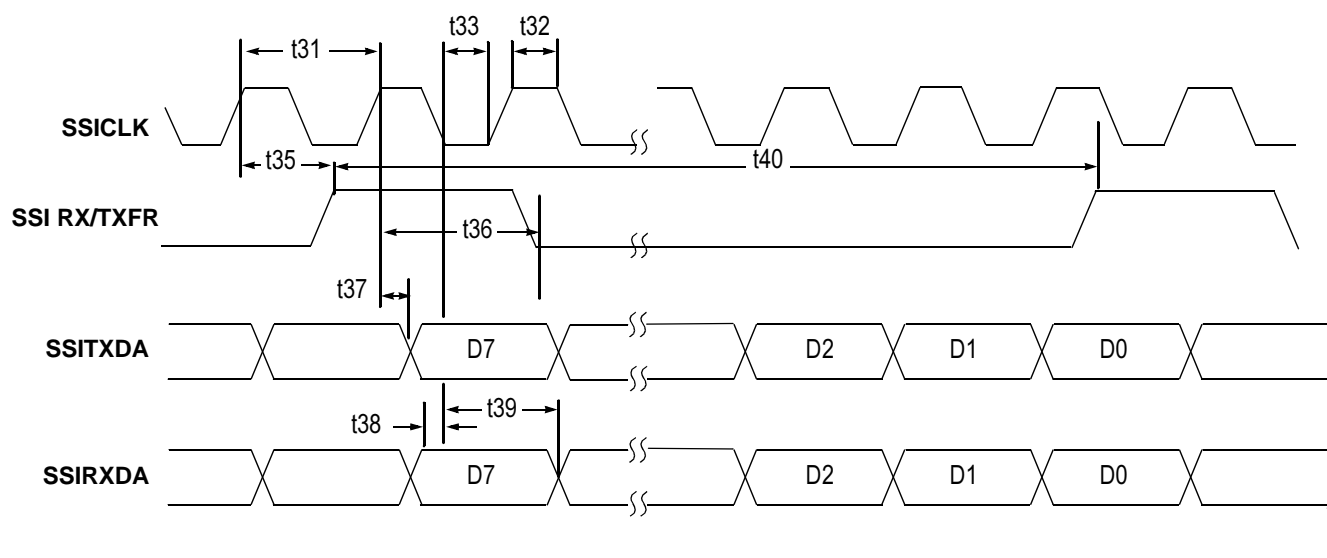 t33
t32
t31
SSICLK
t35
t40
SSI RX/TXFR
t36
t37
SSITXDA
D7
D2
D1
D0
t39
t38
SSIRXDA
D7
D2
D1
D0